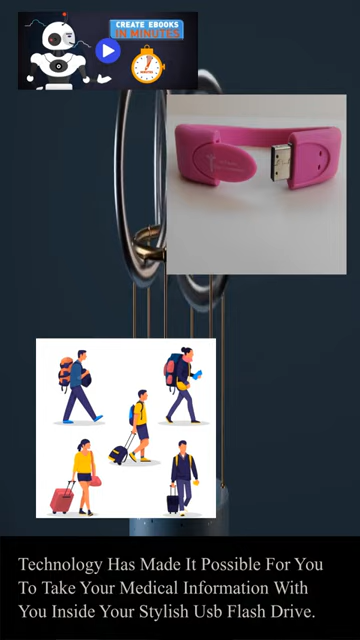 CREATE EBOOKS
IN MINUTES
Technology Has Made It Possible For You
To Take Your Medical Information With
You Inside Your Stylish Usb Flash Drive.